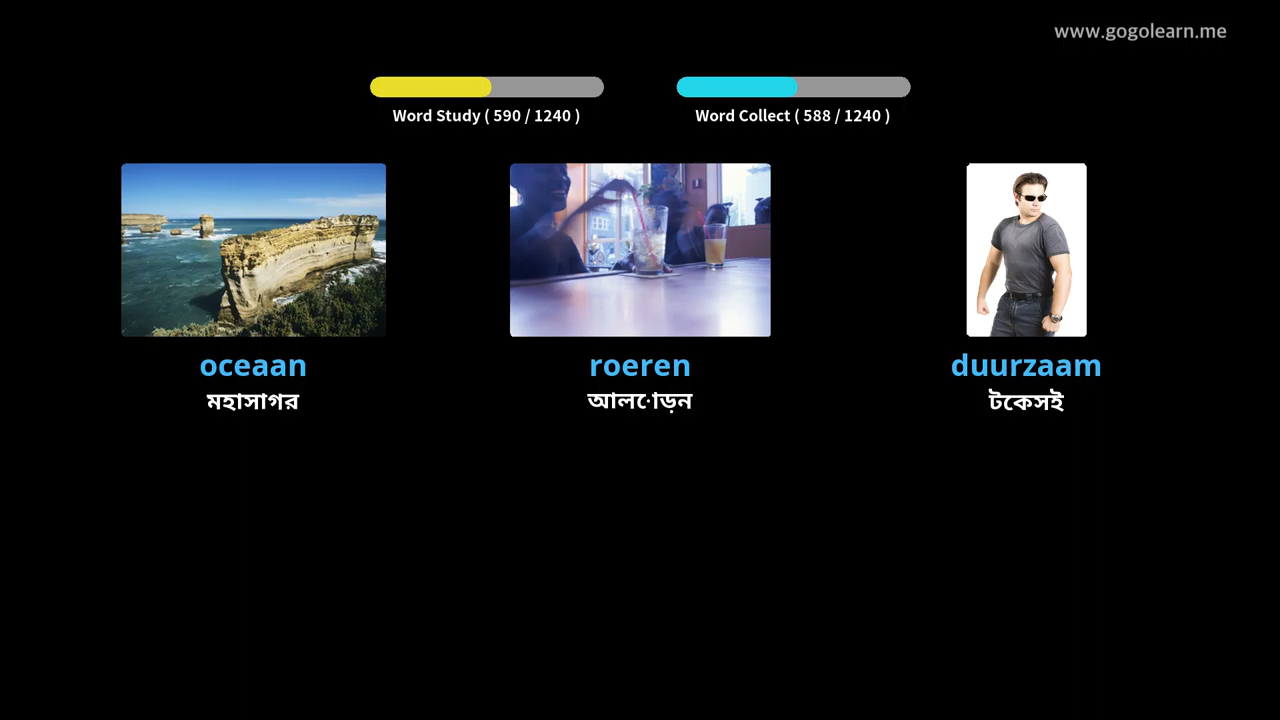 www.gogolearn.me
Word Study ( 590 / 1240 )
Word Collect ( 588 / 1240 )
oceaan
roeren
duurzaam
মহাসাগর
আলোড়ন
টেকসই